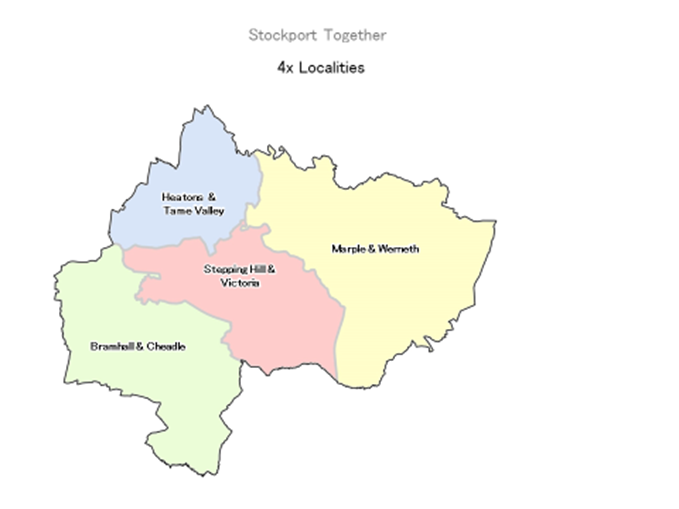 Stockport Together
4x Localities
Heatons &
Tame Valley
Marple & Werneth
Stepping Hill &
Victoria
Bramhall & Cheadle